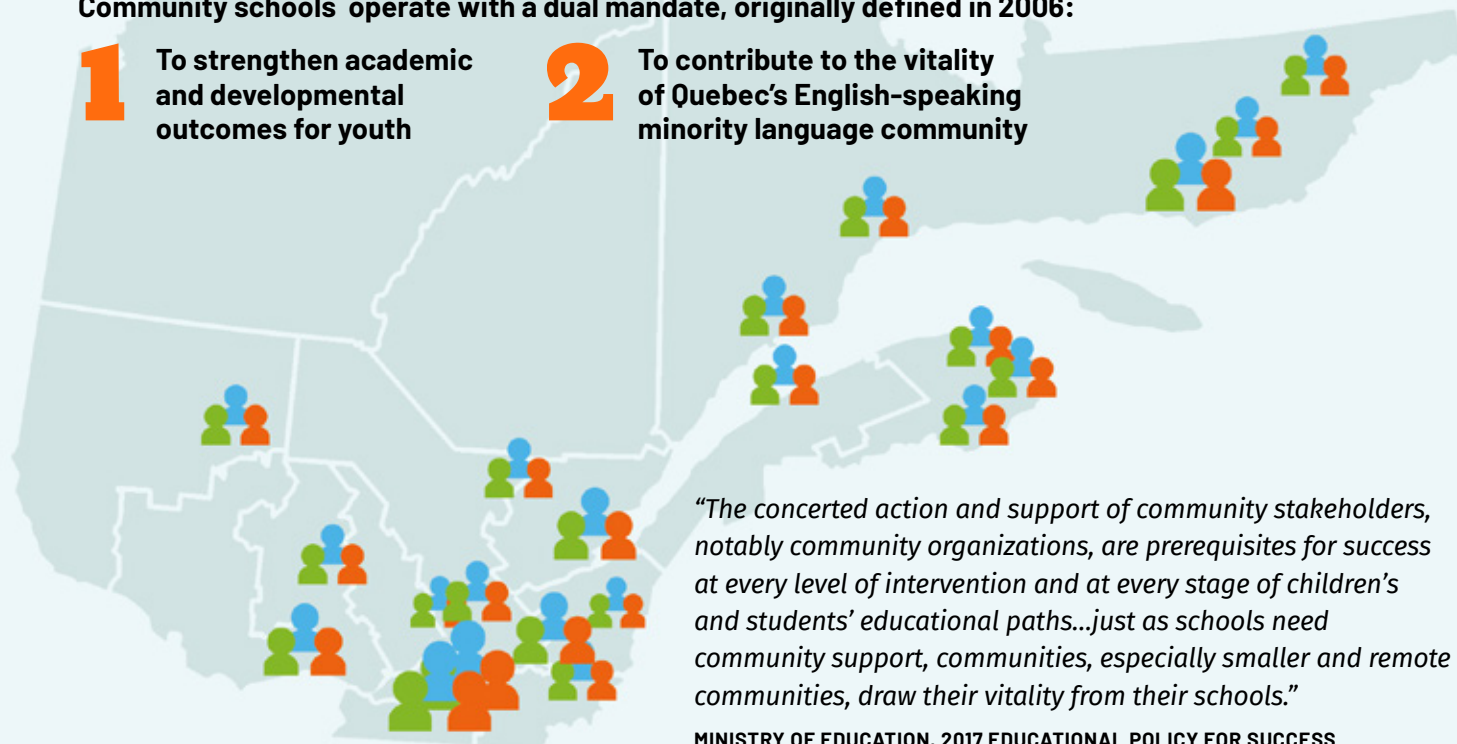 Community schools operate with a dual mandate, originally defined in 2006:
1
To strengthen academic
and developmental
outcomes for youth
2
To contribute to the vitality
of Quebec’s English-speaking
minority language community
“The concerted action and support of community stakeholders,
notably community organizations, are prerequisites for success
at every level of intervention and at every stage of children’s
and students’ educational paths...just as schools need
community support, communities, especially smaller and remote
communities, draw their vitality from their schools.”
MINISTRY OF EDUCATION, 2017 EDUCATIONAL POLICY FOR SUCCESS